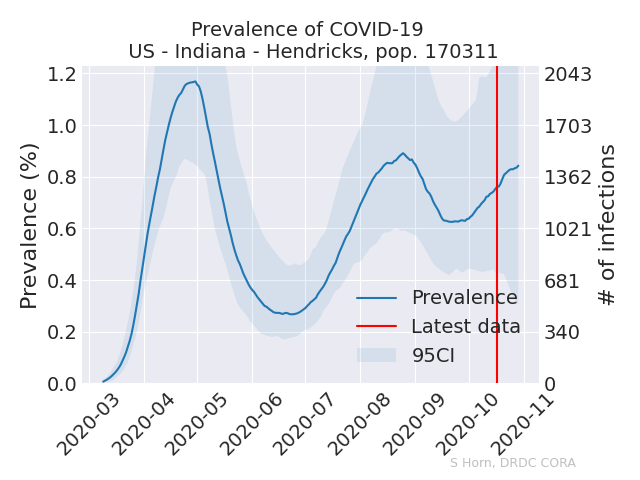 Prevalence of COVID-19
US - Indiana - Hendricks, pop. 170311
Prevalence (%)
1.2
1.0
0.8
0.6
0.4
0.2
0.0
2043
1703
1362
1021
681
340
0
# of infections
Prevalence
Latest data
95CI
2020-03
2020-04
2020-05
2020-06
2020-07
2020-08
2020-09
2020-10
2020-11
S Horn, DRDC CORA